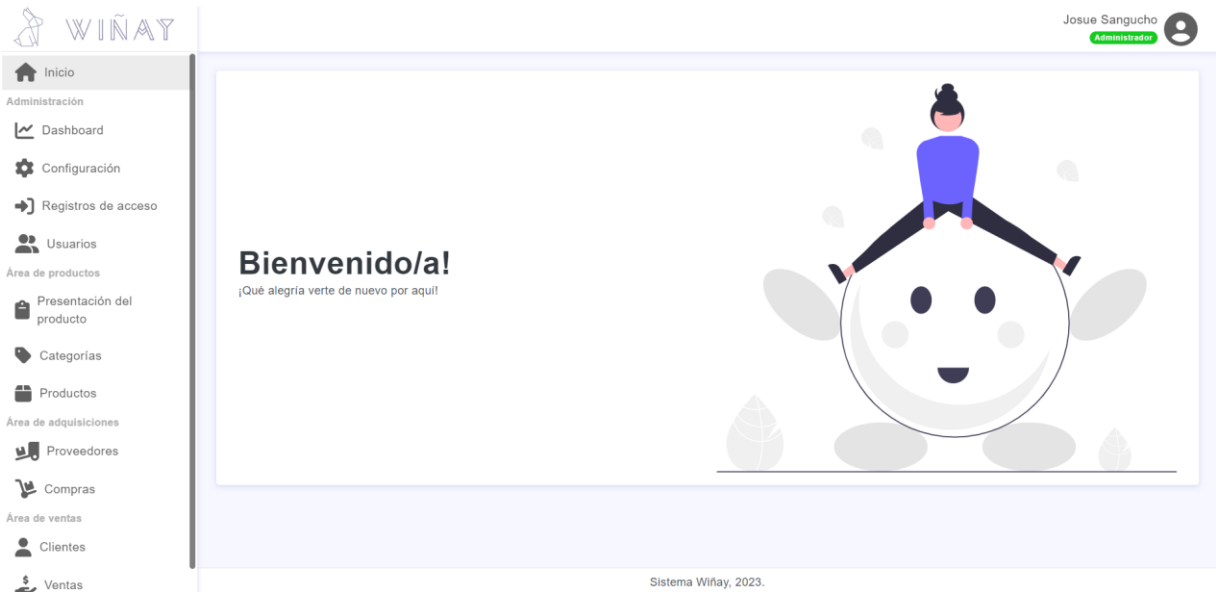 WIÑAY
Josue Sangucho
Administrador
Inicio
Administración
Dashboard
Configuración
Registros de acceso
Usuarios
Área de productos
Presentación del
producto
Categorías
Productos
Área de adquisiciones
Proveedores
Compras
Área de ventas
Clientes
Ventas
Bienvenido/a!
¡Qué alegría verte de nuevo por aquí!
Sistema Wiñay, 2023.